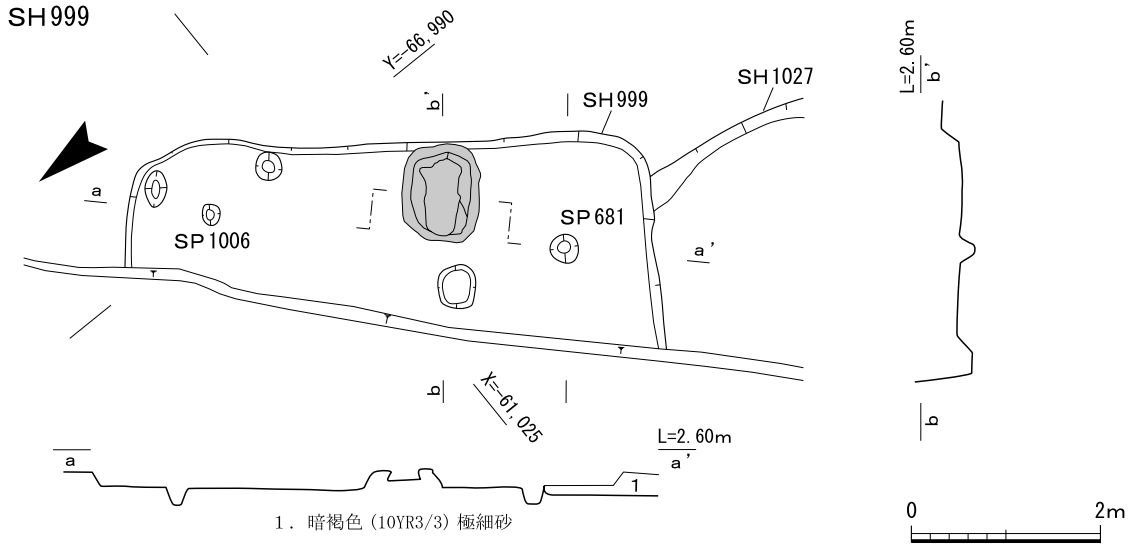 SH999
Y=-66,990
b'
SH999
SH1027
L=2.60m
b'
a
SP1006
SP681
a'
b
X=-61,025
b
a
L=2.60m
a'
1
1．暗褐色(10YR3/3)極細砂
0 2m